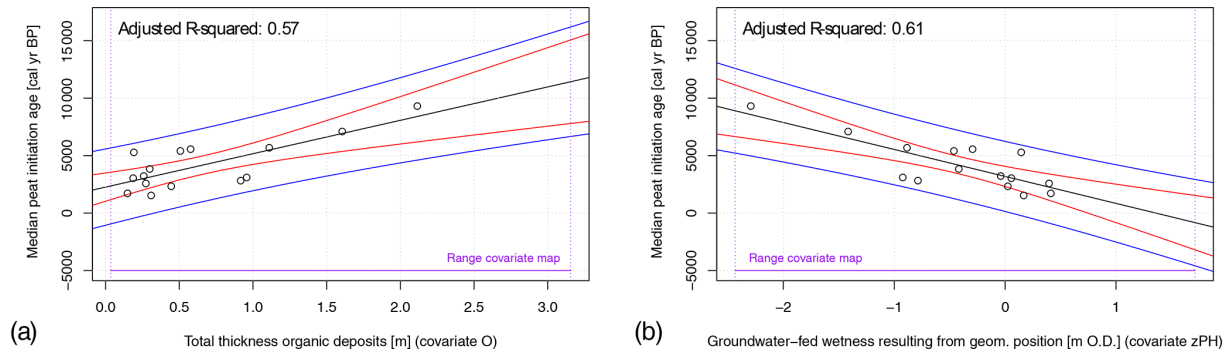 Adjusted R-squared: 0.57
Median peat initiation age [cal yr BP]
15000
10000
5000
0
−5000
Range covariate map
0.0 0.5 1.0 1.5 2.0 2.5 3.0
(a)
Total thickness organic deposits [m] (covariate O)
Adjusted R-squared: 0.61
Median peat initiation age [cal yr BP]
15000
10000
5000
0
−5000
Range covariate map
−2 −1 0 1
(b)
Groundwater−fed wetness resulting from geom. position [m O.D.] (covariate zPH)